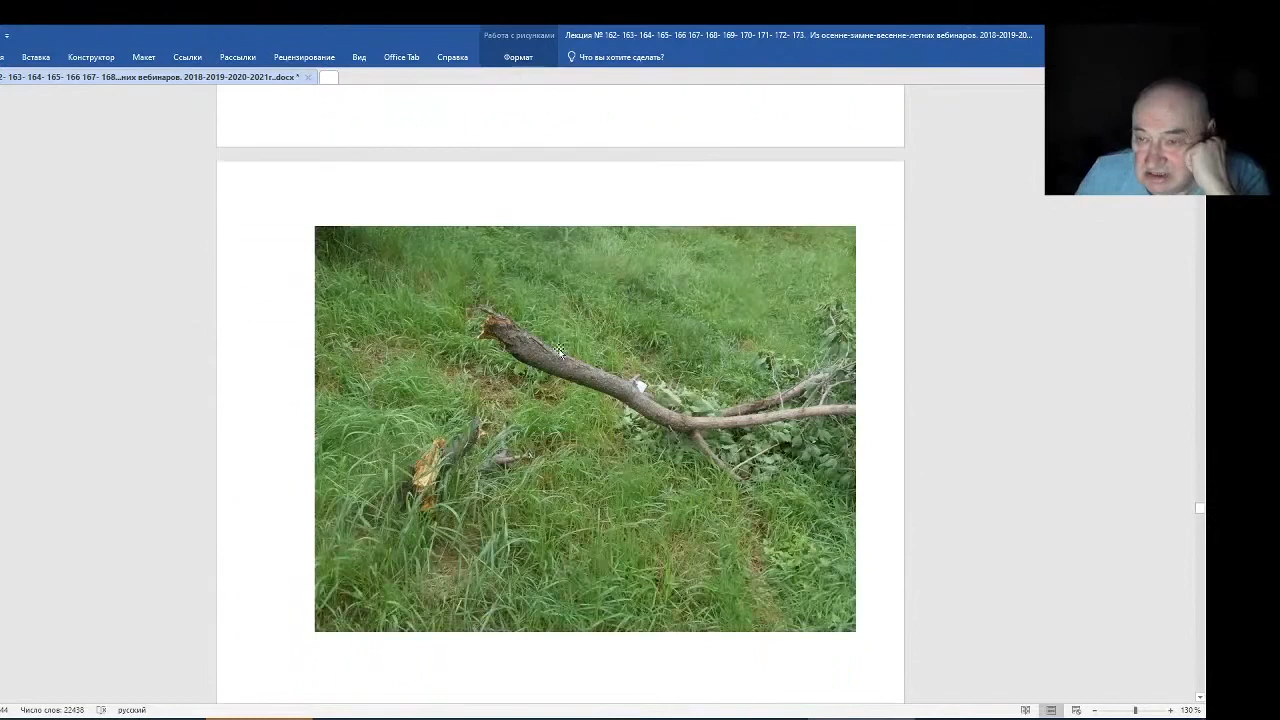 Работа с рисунками
Лекция № 162- 163- 164- 165- 166 167- 168- 169- 170- 171- 172- 173. Из осенне-зимне-весенне-летних вебинаров. 2018-2019-20...
я Вставка Конструктор Макет Ссылки Рассылки Рецензирование Вид Office Tab Справка Формат Что вы хотите сделать?
2- 163- 164- 165- 166 167- 168...них вебинаров. 2018-2019-2020-2021г..docx *
44 Число слов: 22438 русский 130 %